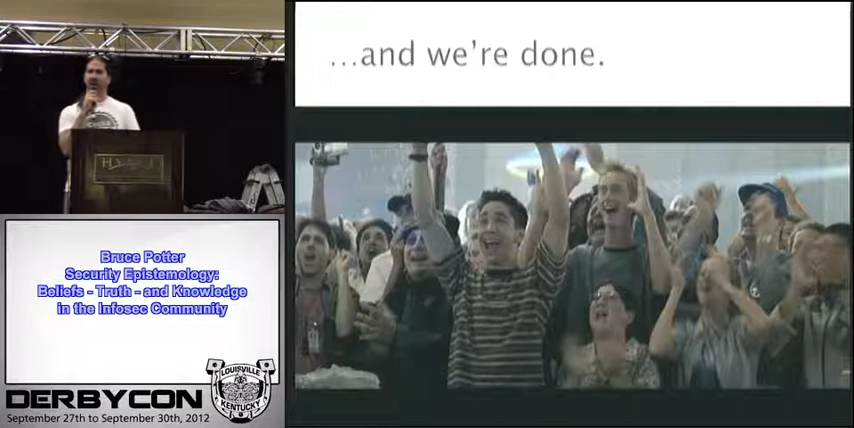 ...and we're done.
Bruce Potter
Security Epistemology:
Beliefs - Truth - and Knowledge
in the Infosec Community
LOUISVILLE
KENTUCKY
DERBYCON
September 27th to September 30th, 2012